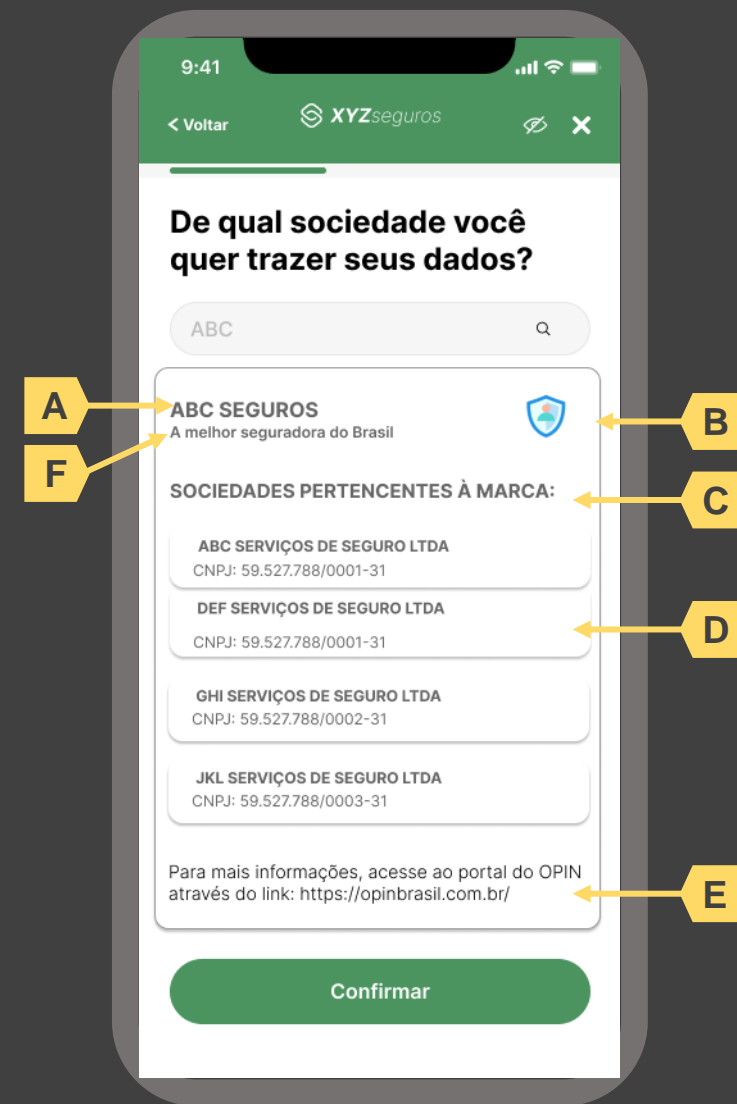 9:41
< Voltar
XYZseguros
De qual sociedade você
quer trazer seus dados?
ABC
A
ABC SEGUROS
B
F
A melhor seguradora do Brasil
SOCIEDADES PERTENCENTES À MARCA:
C
ABC SERVIÇOS DE SEGURO LTDA
CNPJ: 59.527.788/0001-31
DEF SERVIÇOS DE SEGURO LTDA
D
CNPJ: 59.527.788/0001-31
GHI SERVIÇOS DE SEGURO LTDA
CNPJ: 59.527.788/0002-31
JKL SERVIÇOS DE SEGURO LTDA
CNPJ: 59.527.788/0003-31
Para mais informações, acesse ao portal do OPIN
através do link: https://opinbrasil.com.br/
E
Confirmar